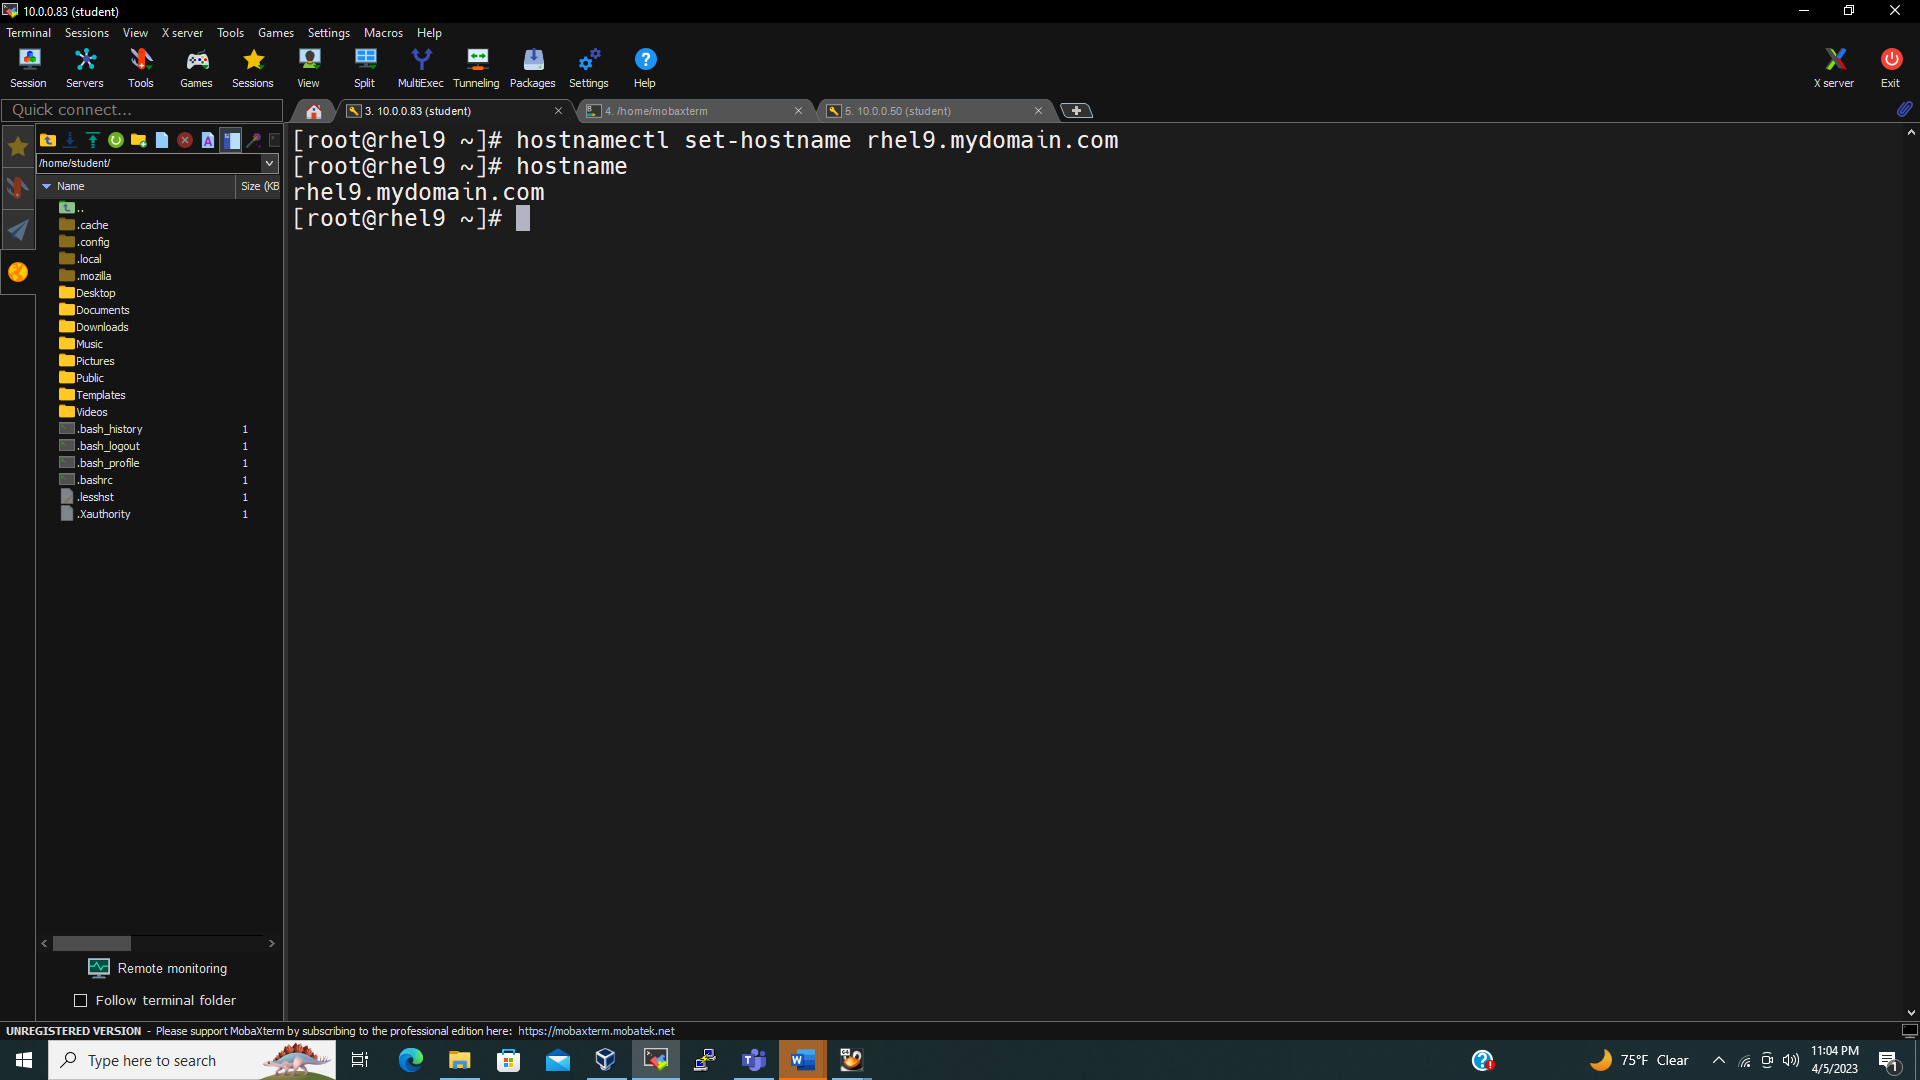 10.0.0.83 (student)
Terminal Sessions View X server Tools Games Settings Macros Help
Session Servers Tools Games Sessions View Split MultiExec Tunneling Packages Settings Help X server Exit
Quick connect...
3. 10.0.0.83 (student)
4. /home/mobaxterm
5. 10.0.0.50 (student)
/home/student/
Name Size (KB
..
.cache
.config
.local
.mozilla
Desktop
Documents
Downloads
Music
Pictures
Public
Templates
Videos
.bash_history 1
.bash_logout 1
.bash_profile 1
.bashrc 1
.lesshst 1
.Xauthority 1
Remote monitoring
Follow terminal folder
[root@rhel9 ~]# hostnamectl set-hostname rhel9.mydomain.com
[root@rhel9 ~]# hostname
rhel9.mydomain.com
[root@rhel9 ~]#
UNREGISTERED VERSION - Please support MobaXterm by subscribing to the professional edition here: https://mobaxterm.mobatek.net
Type here to search
75°F Clear
11:04 PM
4/5/2023
1